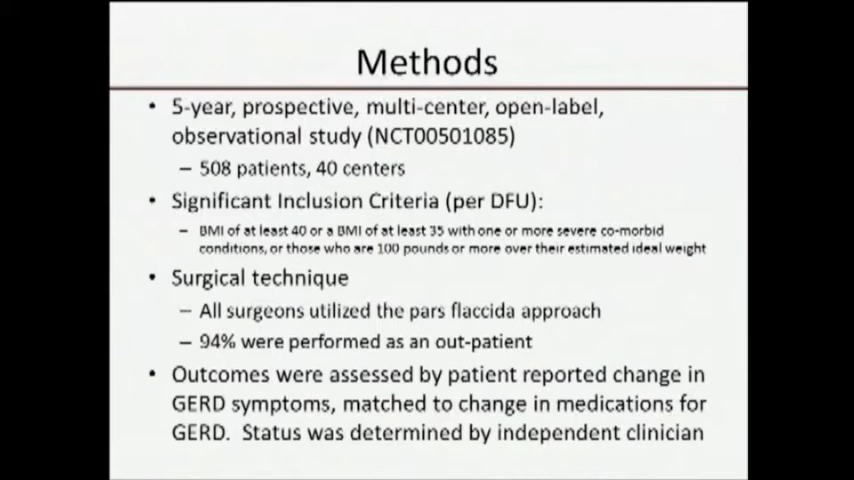 Methods
• 5-year, prospective, multi-center, open-label,
observational study (NCT00501085)
– 508 patients, 40 centers
• Significant Inclusion Criteria (per DFU):
– BMI of at least 40 or a BMI of at least 35 with one or more severe co-morbid
conditions, or those who are 100 pounds or more over their estimated ideal weight
• Surgical technique
– All surgeons utilized the pars flaccida approach
– 94% were performed as an out-patient
• Outcomes were assessed by patient reported change in
GERD symptoms, matched to change in medications for
GERD. Status was determined by independent clinician